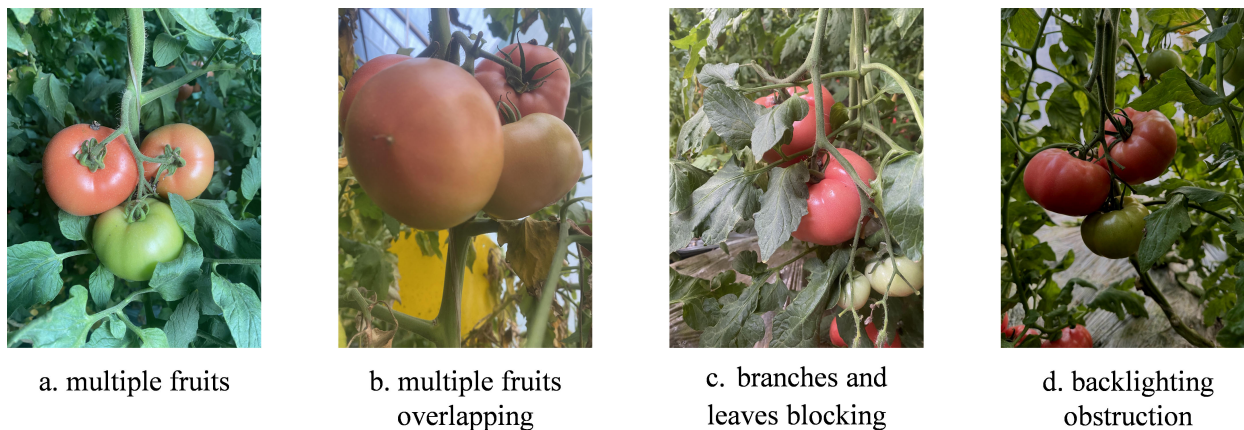 a. multiple fruits
b. multiple fruits
overlapping
c. branches and
leaves blocking
d. backlighting
obstruction